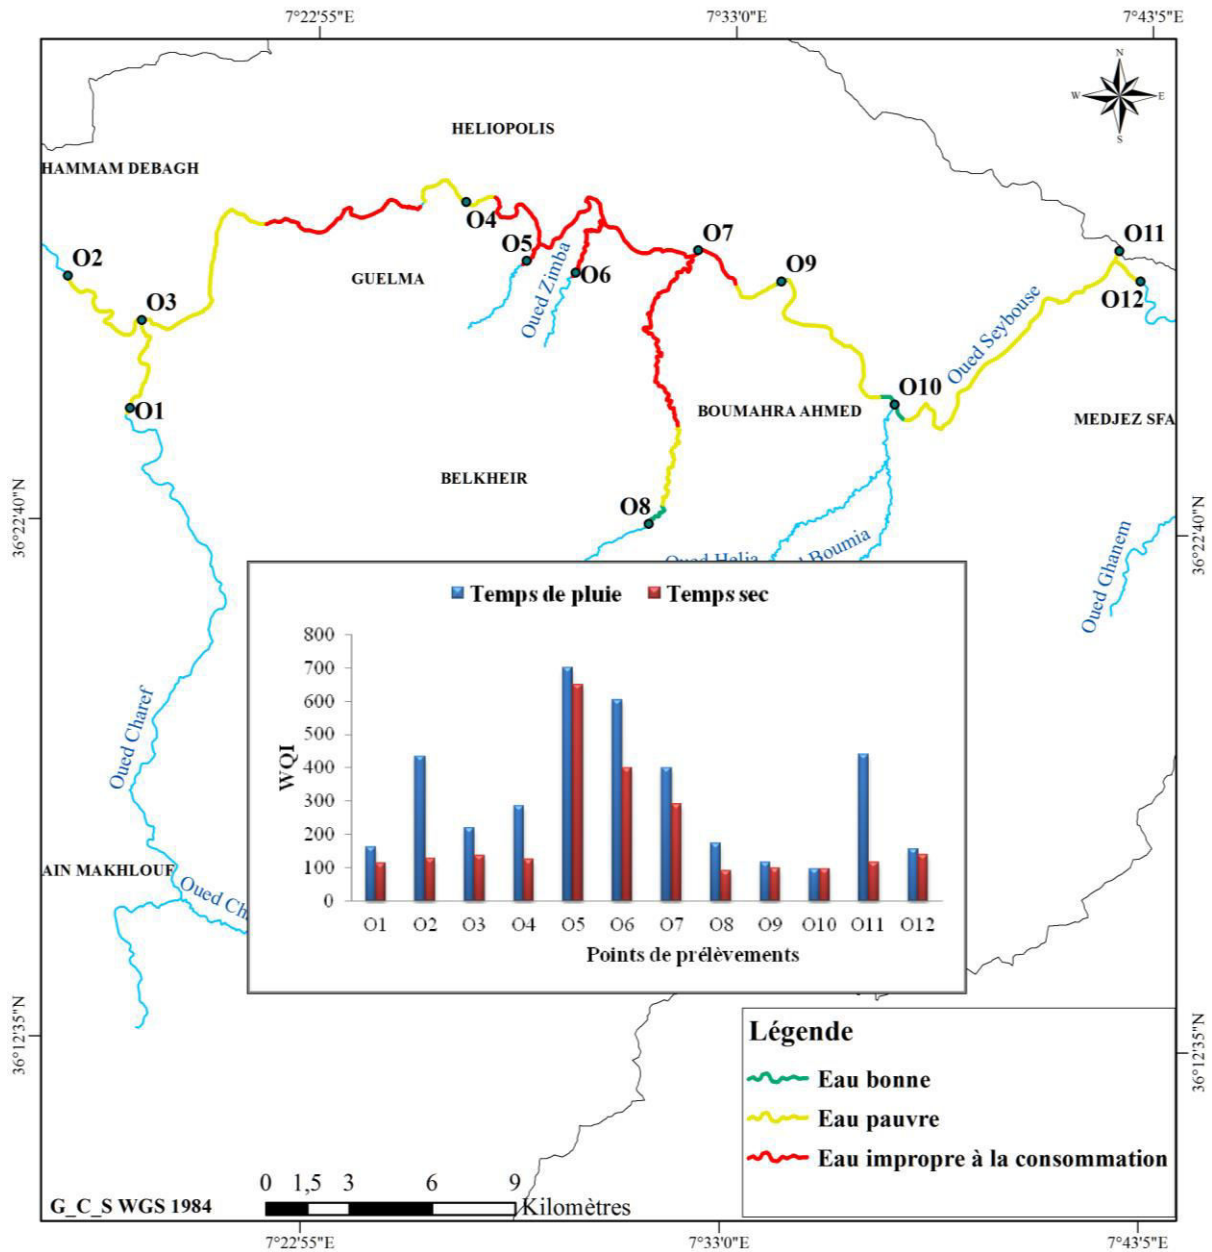 7°22'55"E
7°33'0"E
7°43'5"E
N
W
E
S
HELIOPOLIS
HAMMAM DEBAGH
O4
O5
O7
O11
O2
GUELMA
Oued Zimba
O6
O9
O12
O3
Oued Seybouse
O1
O10
BOUMAHRA AHMED
MEDJEZ SFA
BELKHEIR
O8
36°22'40"N
36°22'40"N
Oued Helia
Boumia
Oued Ghanem
Temps de pluie
Temps sec
800
700
600
500
400
300
200
100
0
WQI
O1 O2 O3 O4 O5 O6 O7 O8 O9 O10 O11 O12
Points de prélèvements
Oued Charef
AIN MAKHLOUF
Oued Ch
36°12'35"N
36°12'35"N
Légende
Eau bonne
Eau pauvre
Eau impropre à la consommation
0 1,5 3 6 9
Kilomètres
G_C_S WGS 1984
7°22'55"E
7°33'0"E
7°43'5"E